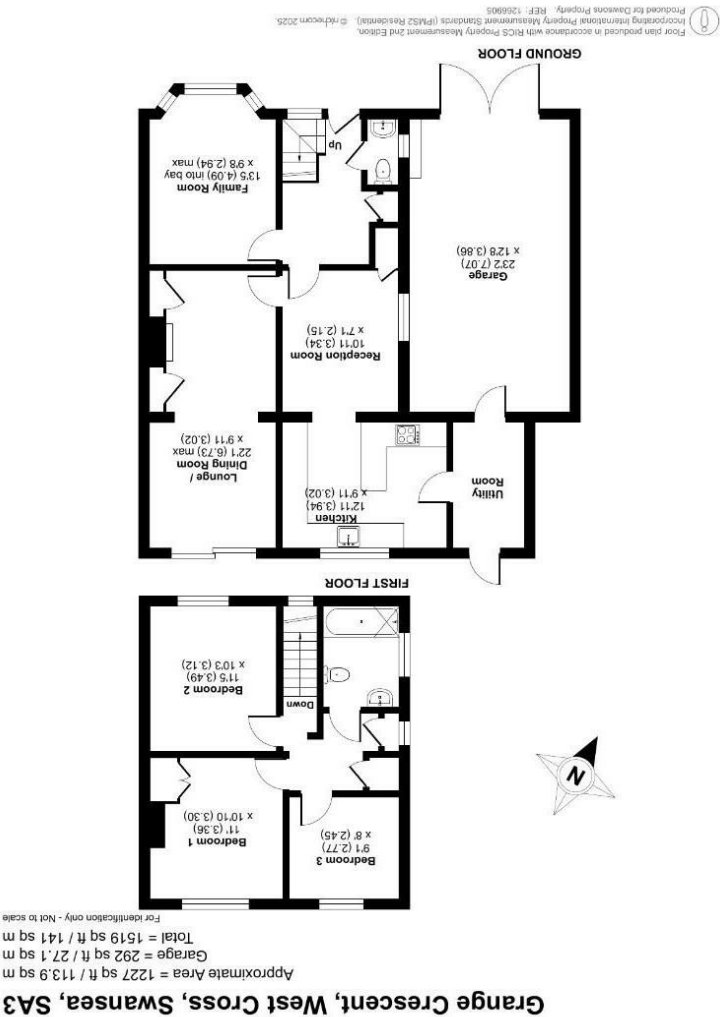 Grange Crescent, West Cross, Swansea, SA3
Approximate Area = 1227 sq ft / 113.9 sq m
Garage = 292 sq ft / 27.1 sq m
Total = 1519 sq ft / 141 sq m
For identification only - Not to scale
Bedroom 3
9'1 (2.77)
x 8' (2.45)
Bedroom 1
11' (3.36)
x 10'10 (3.30)
N
Down
Bedroom 2
11'5 (3.49)
x 10'3 (3.12)
FIRST FLOOR
Kitchen
12'11 (3.94)
x 9'11 (3.02)
Utility
Room
Lounge /
Dining Room
22'1 (6.73) max
x 9'11 (3.02)
Reception Room
10'11 (3.34)
x 7'1 (2.15)
Garage
23'2 (7.07)
x 12'8 (3.86)
Family Room
13'5 (4.09) into bay
x 9'8 (2.94) max
Up
GROUND FLOOR
Floor plan produced in accordance with RICS Property Measurement 2nd Edition,
Incorporating International Property Measurement Standards (IPMS2 Residential). © nichecom 2025.
Produced for Dawsons Property. REF: 1266905